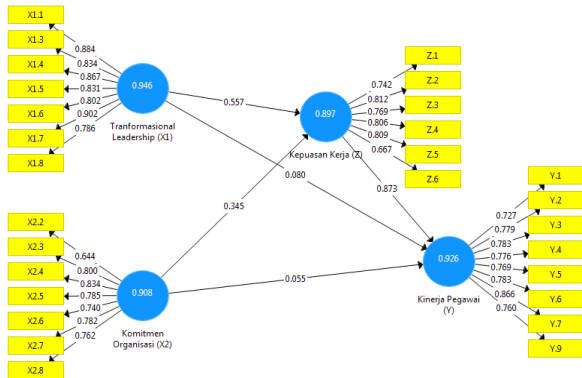 X1.1
X1.3
X1.4
X1.5
X1.6
X1.7
X1.8
0.884
0.834
0.867
0.831
0.802
0.902
0.786
0.946
Tranformasional
Leadership (X1)
0.557
0.897
Kepuasan Kerja (Z)
0.742
0.812
0.769
0.806
0.809
0.667
Z.1
Z.2
Z.3
Z.4
Z.5
Z.6
0.080
0.873
0.345
0.055
X2.2
X2.3
X2.4
X2.5
X2.6
X2.7
X2.8
0.644
0.800
0.834
0.785
0.740
0.782
0.762
0.908
Komitmen
Organisasi (X2)
0.926
Kinerja Pegawai
(Y)
0.727
0.779
0.783
0.776
0.769
0.783
0.866
0.760
Y.1
Y.2
Y.3
Y.4
Y.5
Y.6
Y.7
Y.9